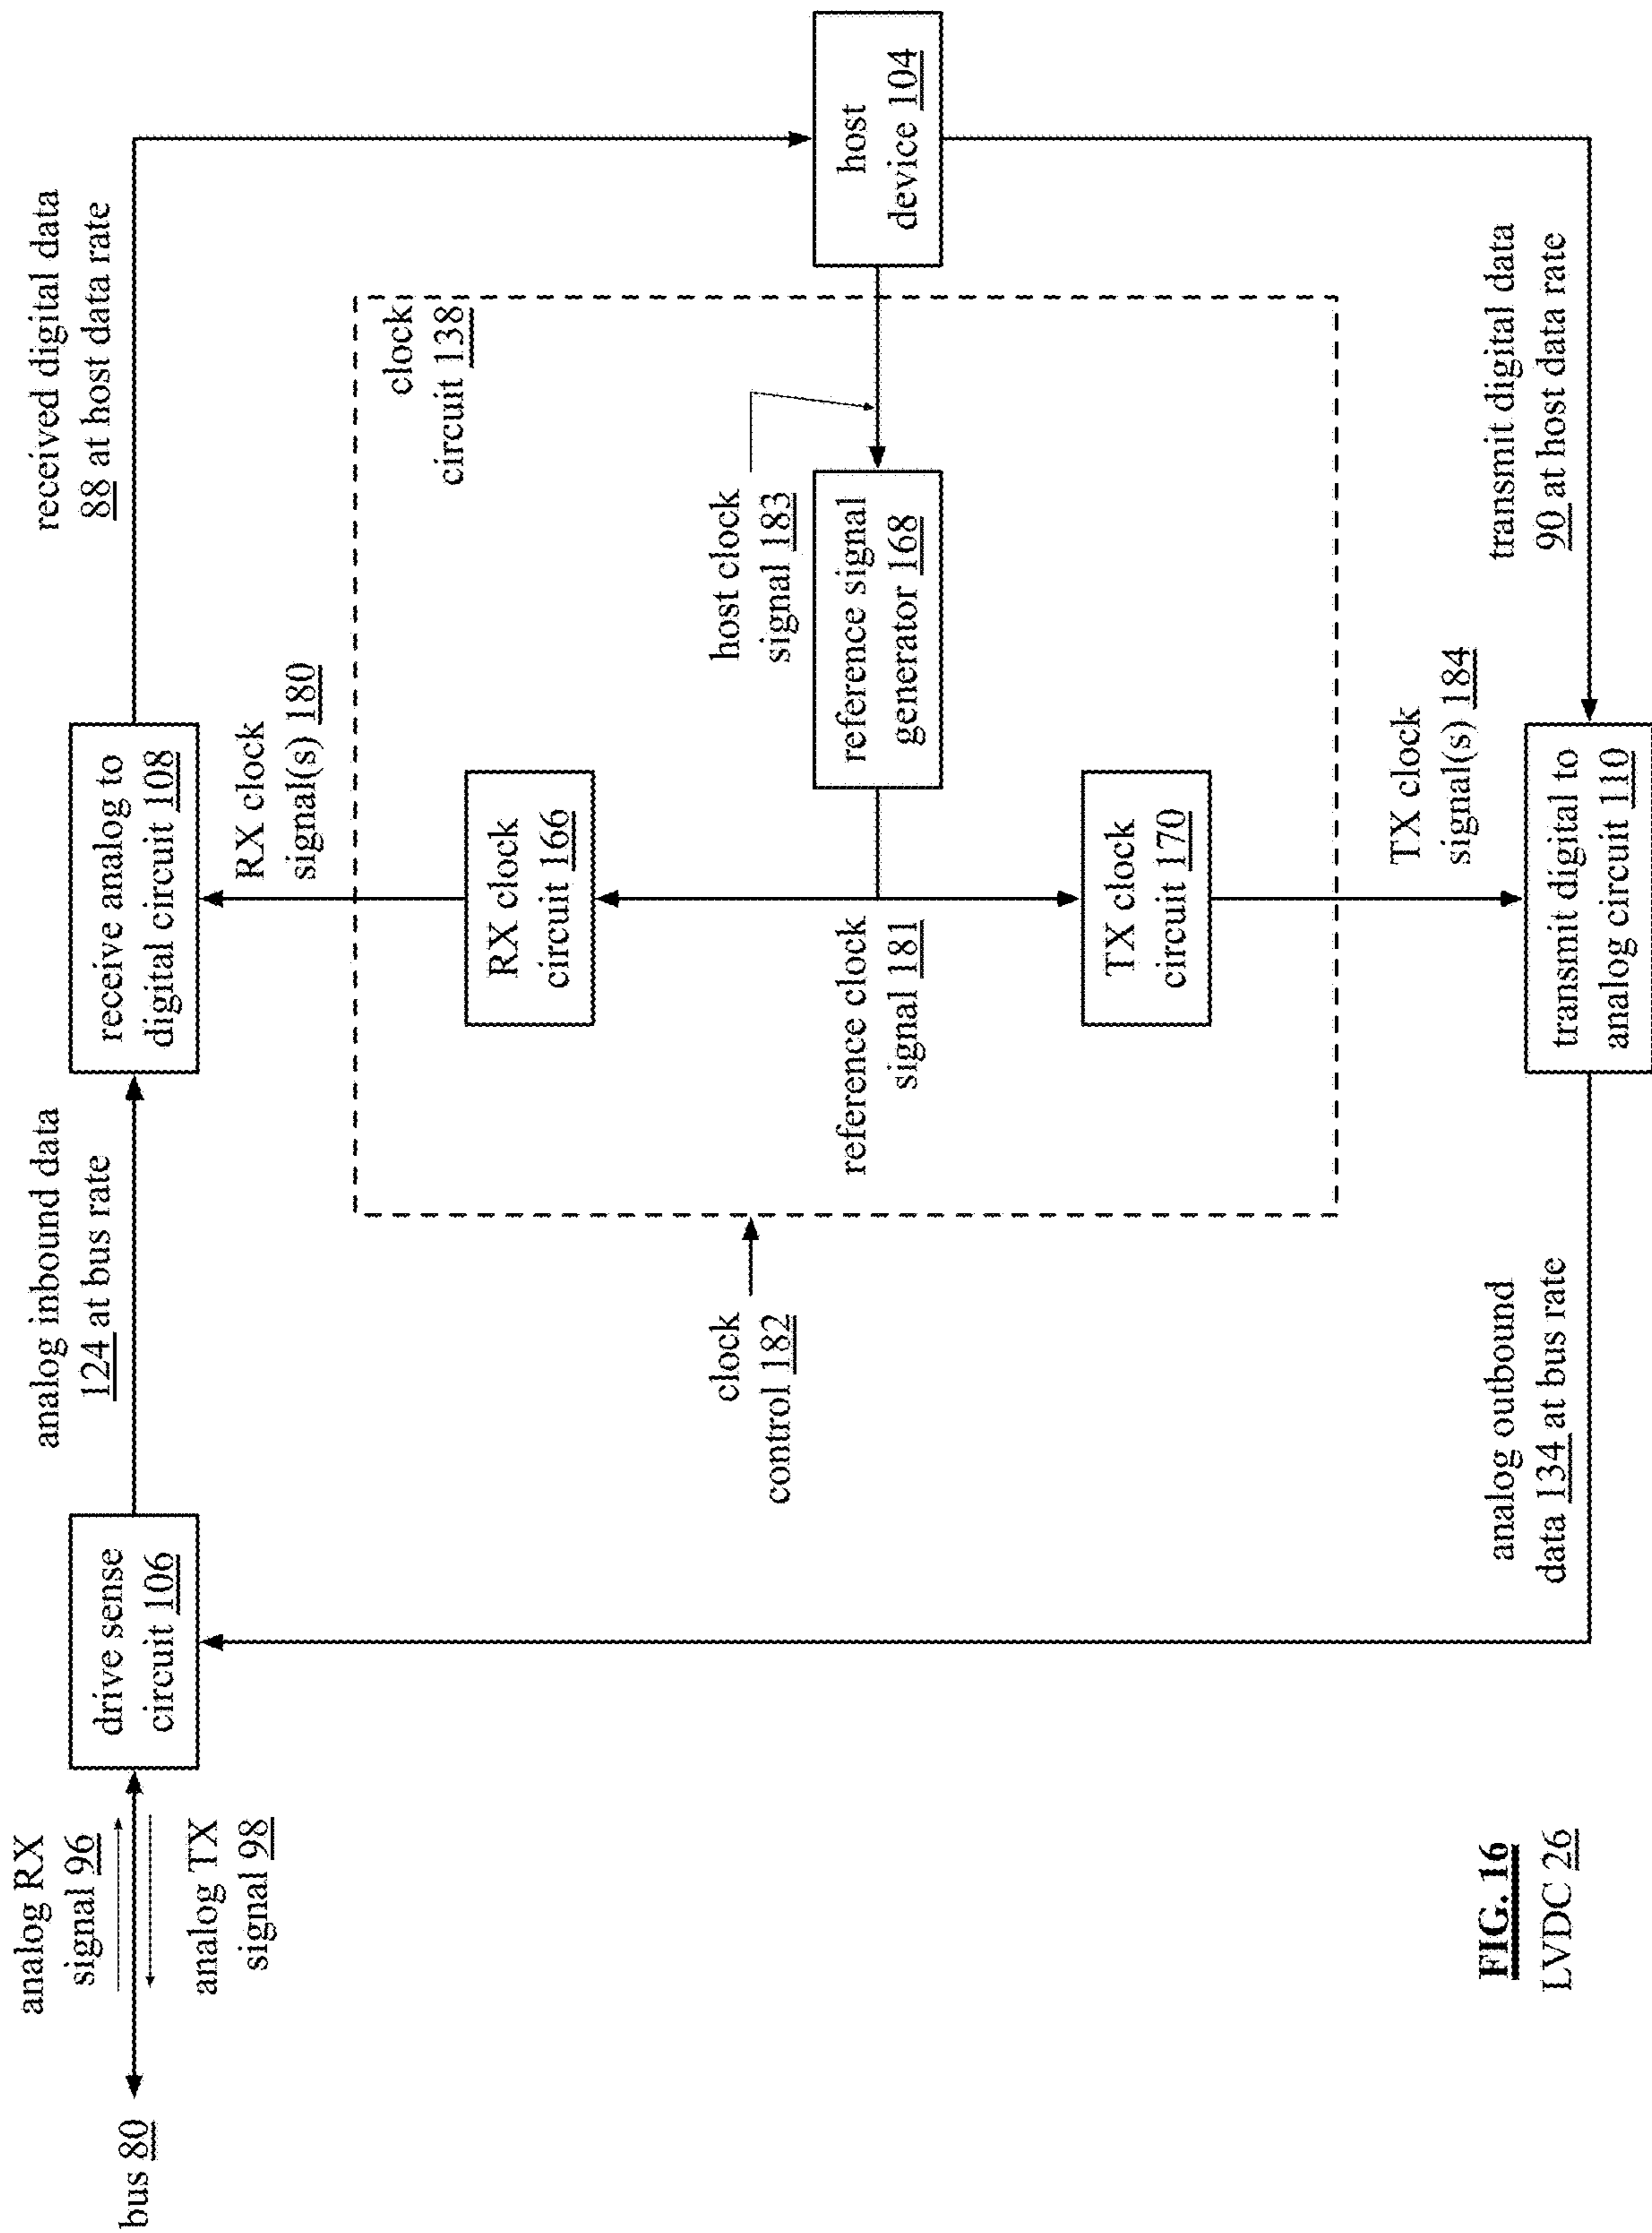 bus 80
analog RX
signal 96
analog TX
signal 98
drive sense
circuit 106
analog inbound data
124 at bus rate
receive analog to
digital circuit 108
received digital data
88 at host data rate
RX clock
signal(s) 180
clock
circuit 138
RX clock
circuit 166
host clock
signal 183
clock
control 182
reference clock
signal 181
reference signal
generator 168
host
device 104
TX clock
circuit 170
TX clock
signal(s) 184
analog outbound
data 134 at bus rate
transmit digital to
analog circuit 110
transmit digital data
90 at host data rate
FIG. 16
LVDC 26